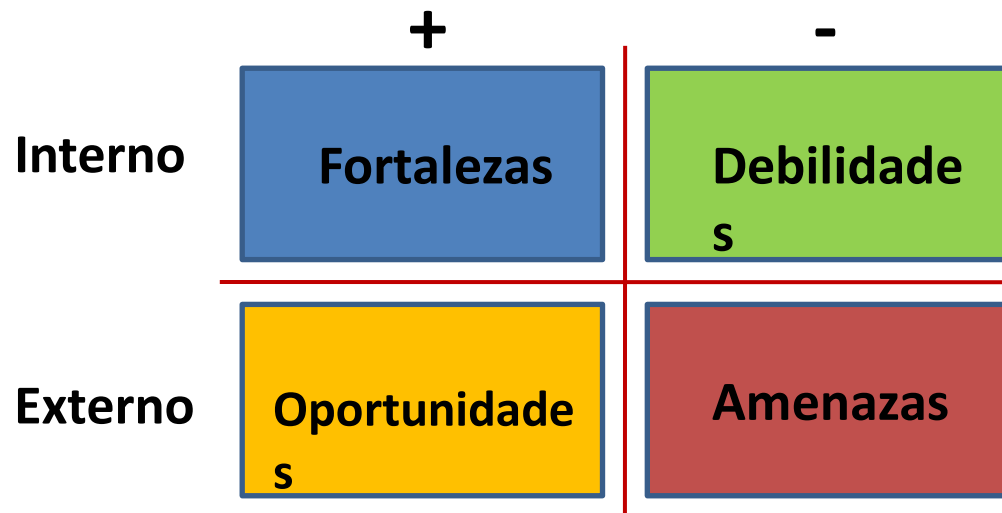 + -
Interno Fortalezas Debilidade
s
Externo Oportunidade Amenazas
s